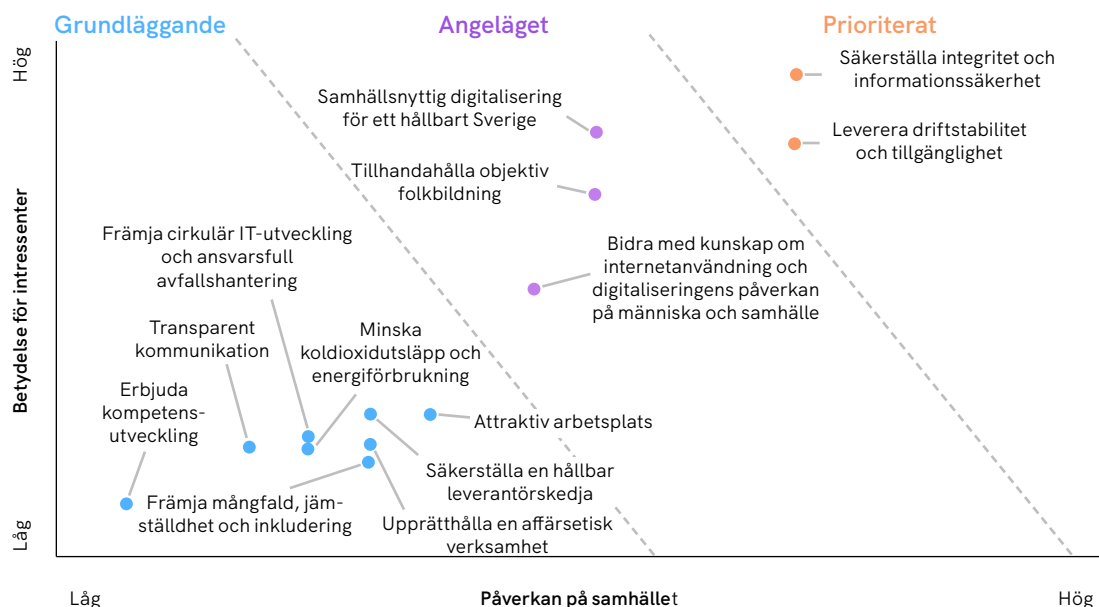 Grundläggande
Angeläget
Prioriterat
Hög
Betydelse för intressenter
Låg
Säkerställa integritet och
informationssäkerhet
Samhällsnyttig digitalisering
för ett hållbart Sverige
Leverera driftstabilitet
och tillgänglighet
Tillhandahålla objektiv
folkbildning
Främja cirkulär IT-utveckling
och ansvarsfull
avfallshantering
Bidra med kunskap om
internetanvändning och
digitaliseringens påverkan
på människa och samhälle
Transparent
kommunikation
Minska
koldioxidutsläpp och
energiförbrukning
Erbjuda
kompetens-
utveckling
Attraktiv arbetsplats
Säkerställa en hållbar
leverantörskedja
Främja mångfald, jäm-
ställdhet och inkludering
Upprätthålla en affärsetisk
verksamhet
Låg
Påverkan på samhället
Hög